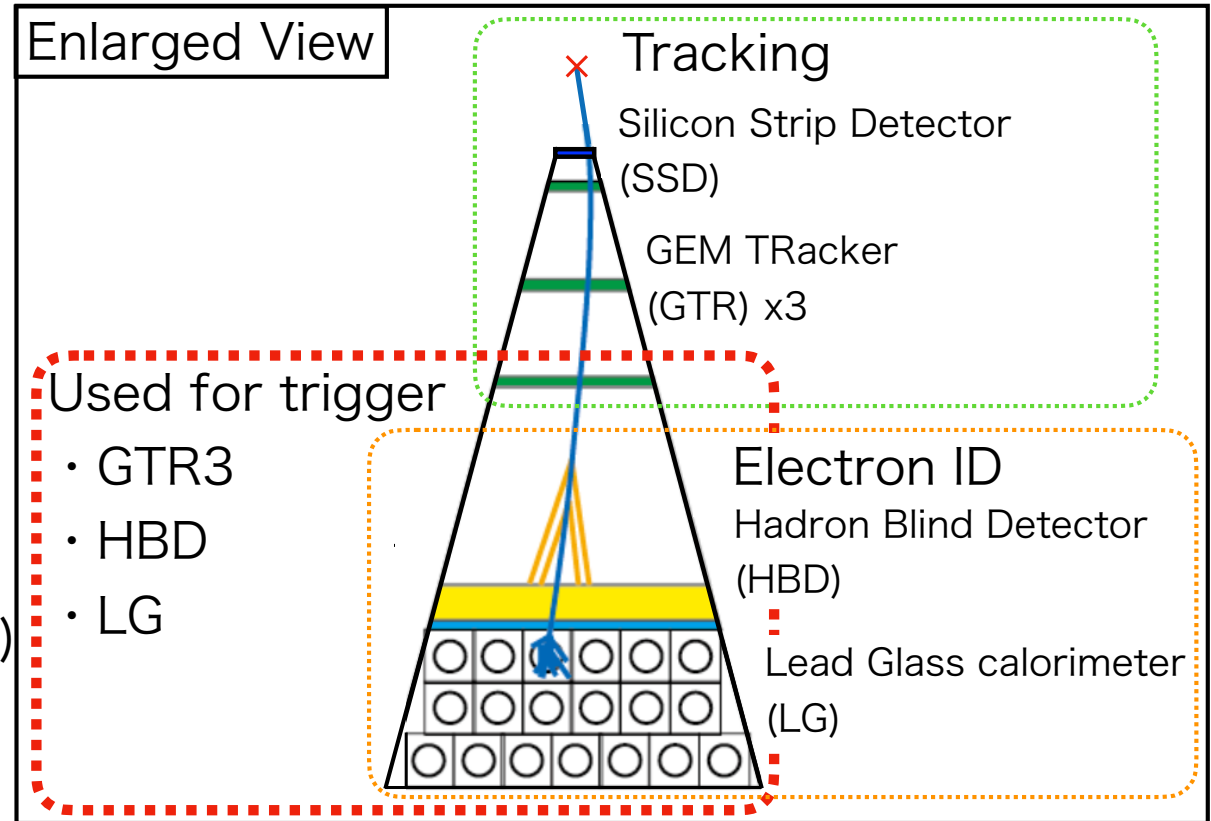 Enlarged View
Tracking
Silicon Strip Detector
(SSD)
GEM TRacker
(GTR) x3
Used for trigger
・GTR3
・HBD
・LG
Electron ID
Hadron Blind Detector
(HBD)
Lead Glass calorimeter
(LG)
)